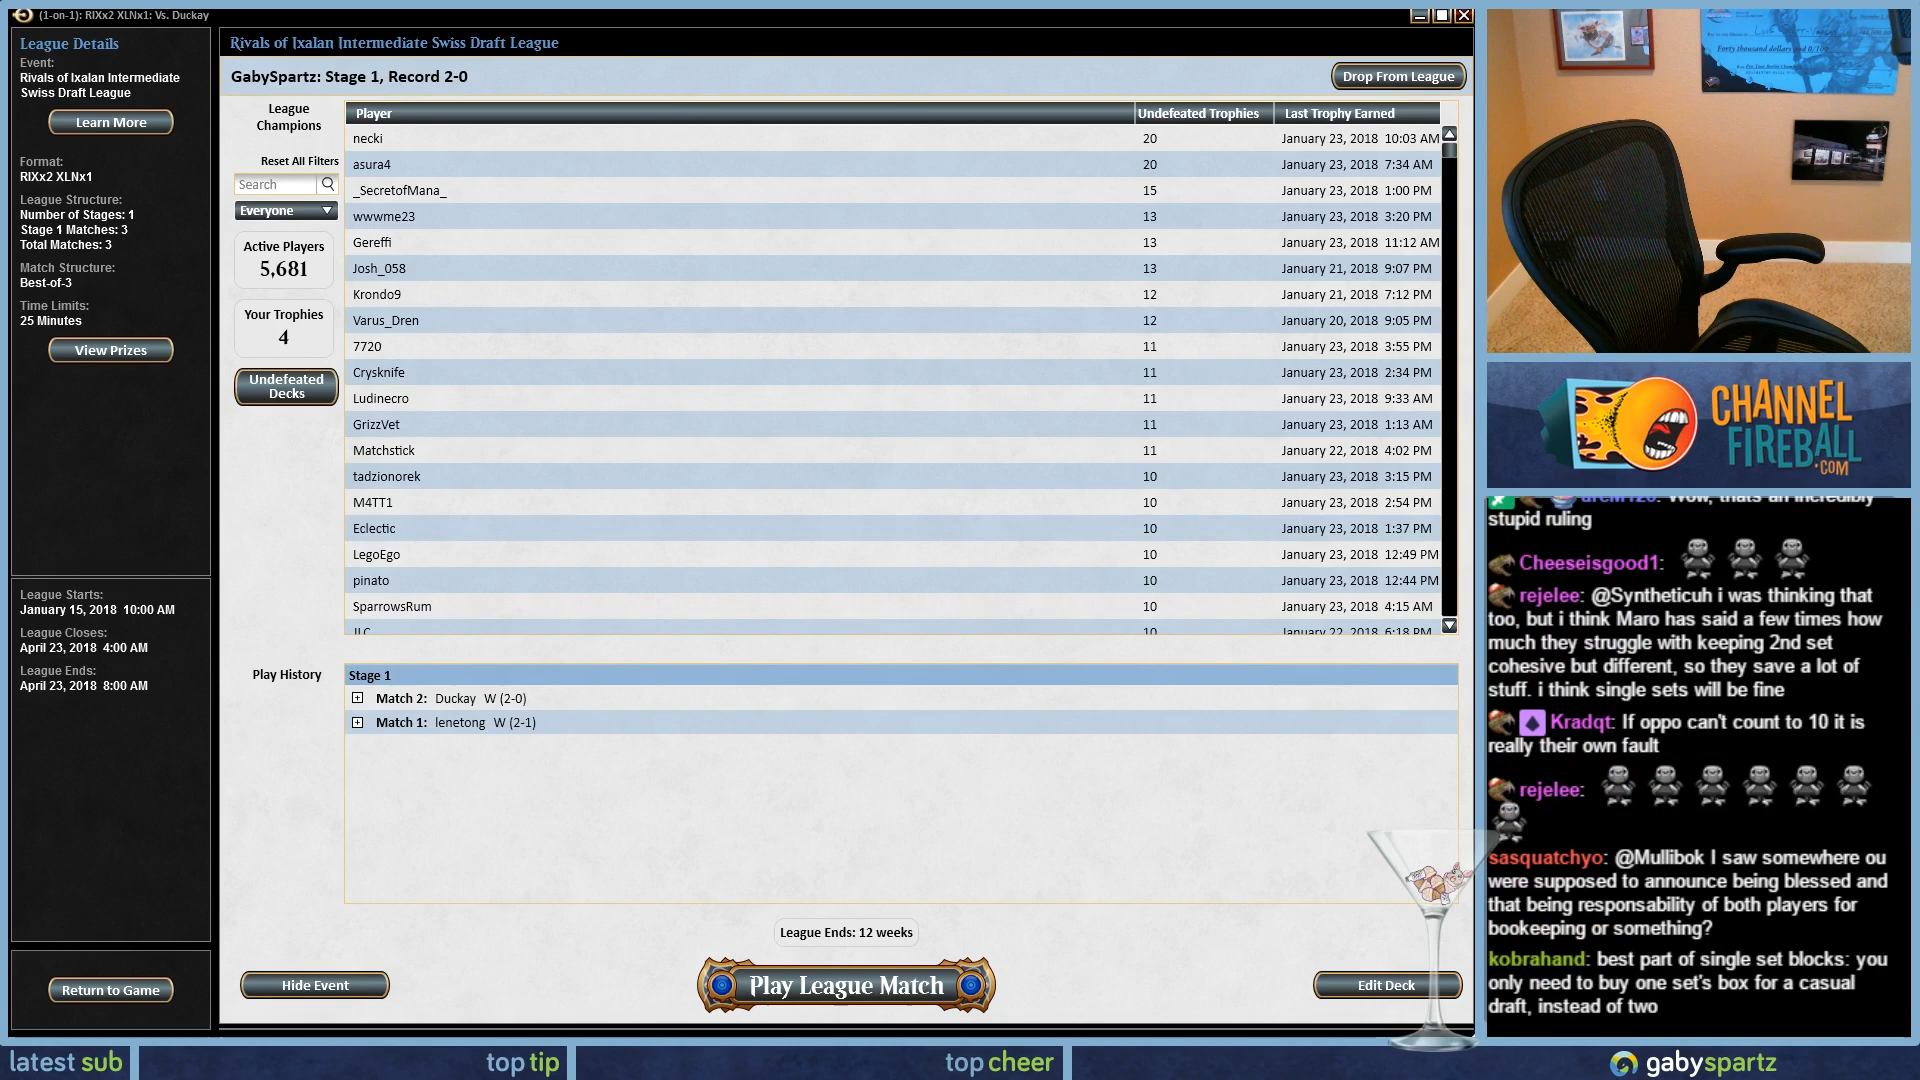 (1-on-1): RIXx2 XLNx1: Vs. Duckay
League Details
Event:
Rivals of Ixalan Intermediate
Swiss Draft League
Learn More
Format:
RIXx2 XLNx1
League Structure:
Number of Stages: 1
Stage 1 Matches: 3
Total Matches: 3
Match Structure:
Best-of-3
Time Limits:
25 Minutes
View Prizes
League Starts:
January 15, 2018 10:00 AM
League Closes:
April 23, 2018 4:00 AM
League Ends:
April 23, 2018 8:00 AM
Return to Game
Rivals of Ixalan Intermediate Swiss Draft League
GabySpartz: Stage 1, Record 2-0
Drop From League
League
Champions
Reset All Filters
Search
Everyone
Active Players
5,681
Your Trophies
4
Undefeated
Decks
Player Undefeated Trophies Last Trophy Earned
necki 20 January 23, 2018 10:03 AM
asura4 20 January 23, 2018 7:34 AM
_SecretofMana_ 15 January 23, 2018 1:00 PM
wwwme23 13 January 23, 2018 3:20 PM
Gereffi 13 January 23, 2018 11:12 AM
Josh_058 13 January 21, 2018 9:07 PM
Krondo9 12 January 21, 2018 7:12 PM
Varus_Dren 12 January 20, 2018 9:05 PM
7720 11 January 23, 2018 3:55 PM
Crysknife 11 January 23, 2018 2:34 PM
Ludinecro 11 January 23, 2018 9:33 AM
GrizzVet 11 January 23, 2018 1:13 AM
Matchstick 11 January 22, 2018 4:02 PM
tadzionorek 10 January 23, 2018 3:15 PM
M4TT1 10 January 23, 2018 2:54 PM
Eclectic 10 January 23, 2018 1:37 PM
LegoEgo 10 January 23, 2018 12:49 PM
pinato 10 January 23, 2018 12:44 PM
SparrowsRum 10 January 23, 2018 4:15 AM
10 January 22, 2018 6:18 PM
Play History
Stage 1
Match 2: Duckay W (2-0)
Match 1: lenetong W (2-1)
League Ends: 12 weeks
Hide Event
Play League Match
Edit Deck
Forty thousand dollars and 0/100
CHANNEL
FIREBALL
.COM
Wow, thats an incredibly
stupid ruling
Cheeseisgood1:
rejelee: @Syntheticuh i was thinking that
too, but i think Maro has said a few times how
much they struggle with keeping 2nd set
cohesive but different, so they save a lot of
stuff. i think single sets will be fine
Kradqt: If oppo can't count to 10 it is
really their own fault
rejelee:
sasquatchyo: @Mullibok I saw somewhere ou
were supposed to announce being blessed and
that being responsability of both players for
bookeeping or something?
kobrahand: best part of single set blocks: you
only need to buy one set's box for a casual
draft, instead of two
latest sub
top tip
top cheer
gabyspartz